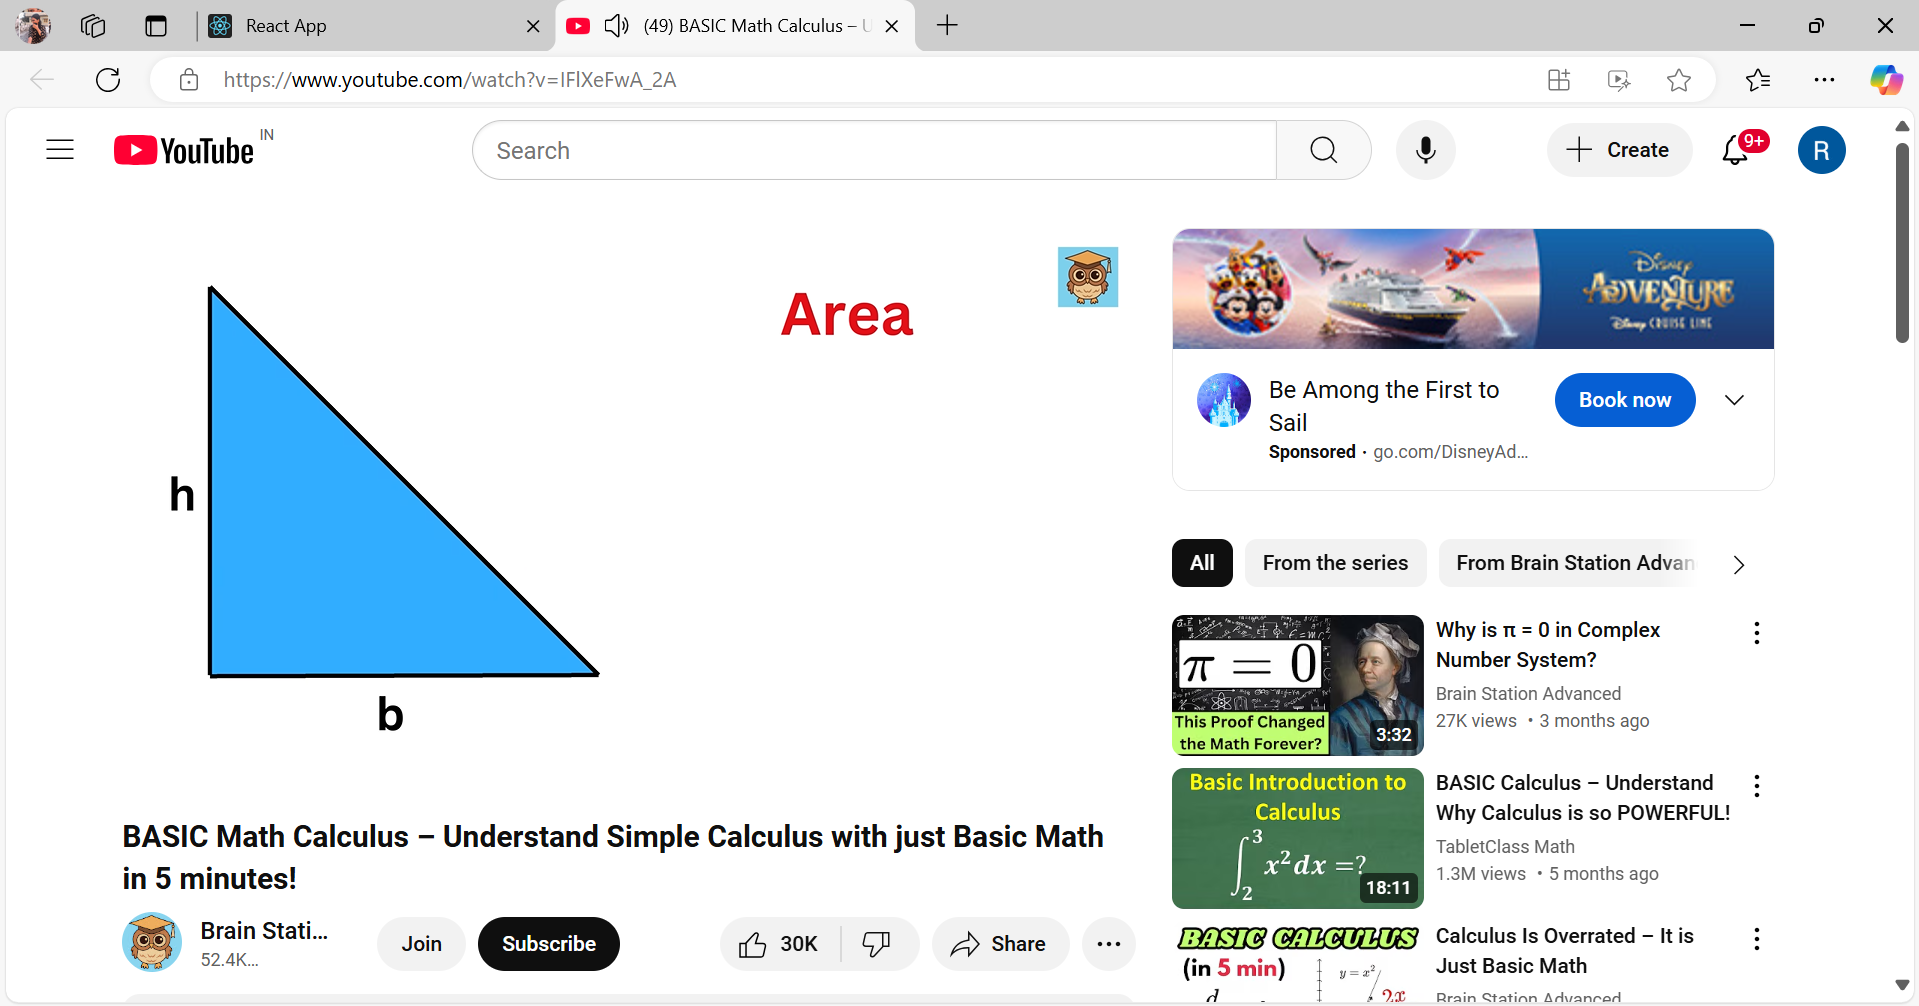 React App
(49) BASIC Math Calculus – U
https://www.youtube.com/watch?v=IFlXeFwA_2A
YouTube IN
Search
Create
9+
R
Area
h
b
Disney
ADVENTURE
Disney CRUISE LINE
Be Among the First to
Sail
Book now
Sponsored · go.com/DisneyAd...
All
From the series
From Brain Station Advan
π = 0
This Proof Changed
the Math Forever?
3:32
Why is π = 0 in Complex
Number System?
Brain Station Advanced
27K views • 3 months ago
Basic Introduction to
Calculus
∫₂³ x² dx =?
18:11
BASIC Calculus – Understand
Why Calculus is so POWERFUL!
TabletClass Math
1.3M views • 5 months ago
BASIC CALCULUS
(in 5 min)
y = x²
d
2x
Calculus Is Overrated – It is
Just Basic Math
Brain Station Advanced
BASIC Math Calculus – Understand Simple Calculus with just Basic Math
in 5 minutes!
Brain Stati...
52.4K...
Join
Subscribe
30K
Share